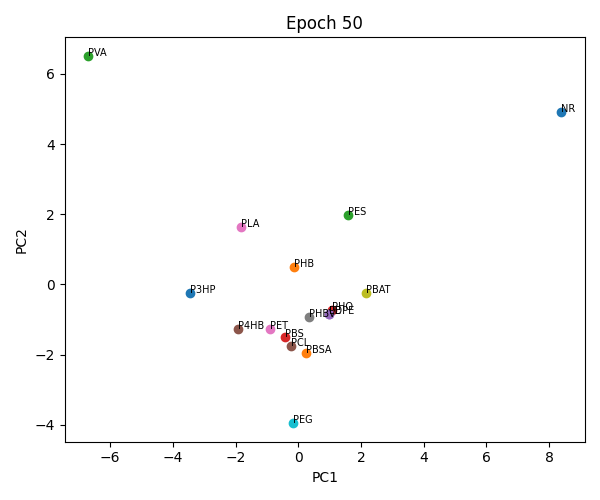 Epoch 50
PVA
NR
PES
PLA
PHB
P3HP
PBAT
PHO
PHBV
P4HB
PET
PBS
PCL
PBSA
PEG
6
4
2
0
−2
−4
−6
−4
−2
0
2
4
6
8
PC2
PC1